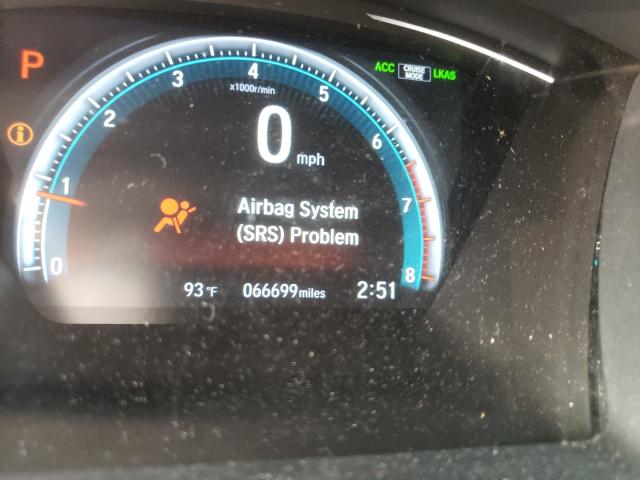 P
ACC CRUISE MODE LKAS
4
3
5
x1000r/min
2
6
0 mph
i
1
7
Airbag System
(SRS) Problem
0
8
93°F 066699 miles 2:51